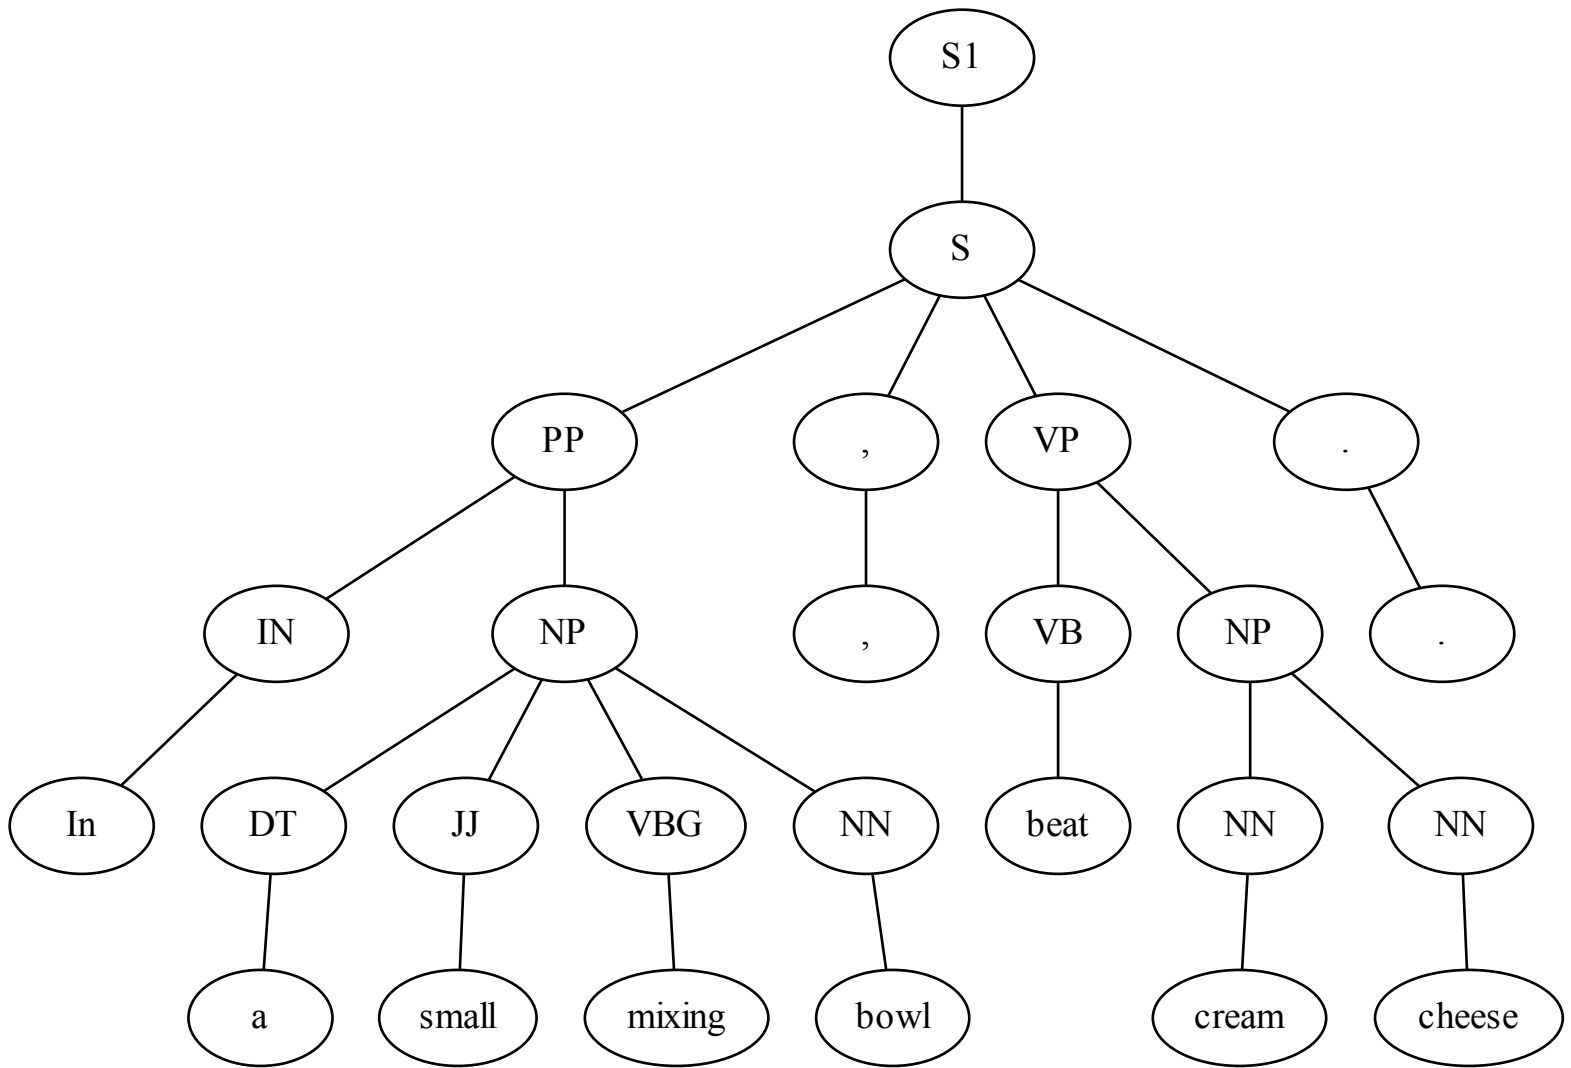 S1
S
PP , VP .
IN NP , VB NP .
In DT JJ VBG NN beat NN NN
a small mixing bowl cream cheese